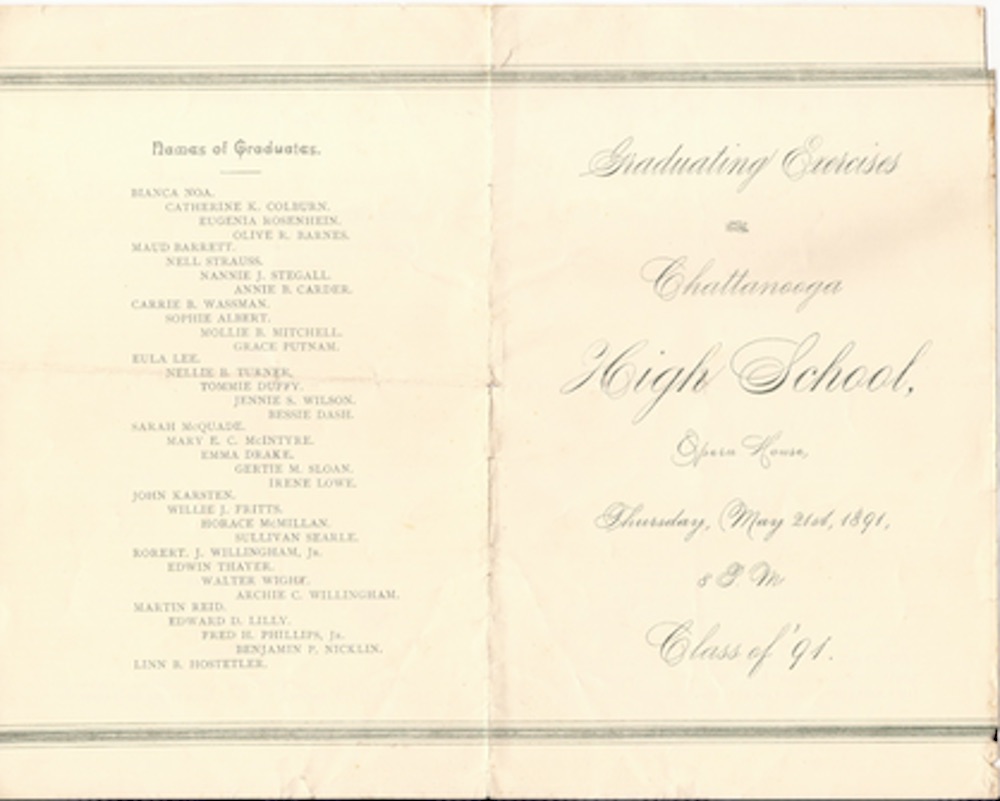 Names of Graduates.
BIANCA NOA.
CATHERINE K. COLBURN.
EUGENIA ROSENHEIN.
OLIVE R. BARNES.
MAUD BARRETT.
NELL STRAUSS.
NANNIE J. STEGALL.
ANNIE B. CARDER.
CARRIE B. WASSMAN.
SOPHIE ALBERT.
MOLLIE B. MITCHELL.
GRACE PUTNAM.
EULA LEE.
NELLIE B. TURNER.
TOMMIE DUFFY.
JENNIE S. WILSON.
BESSIE DASH.
SARAH McQUADE.
MARY E. C. McINTYRE.
EMMA DRAKE.
GERTIE M. SLOAN.
IRENE LOWE.
JOHN KARSTEN.
WILLIE J. FRITTS.
HORACE McMILLAN.
SULLIVAN SEARLE.
ROBERT. J. WILLINGHAM, Jr.
EDWIN THAYER.
WALTER WIGHT.
ARCHIE C. WILLINGHAM.
MARTIN REID.
EDWARD D. LILLY.
FRED H. PHILLIPS, Jr.
BENJAMIN P. NICKLIN.
LINN B. HOSTETLER.
Graduating Exercises
Chattanooga
High School,
Opera House,
Thursday, May 21st, 1891,
8 P. M
Class of '91.